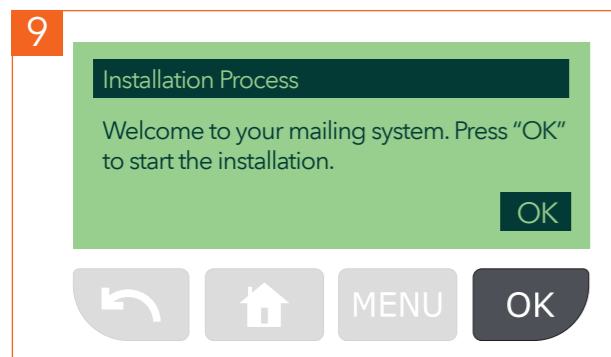 9
Installation Process
Welcome to your mailing system. Press “OK”
to start the installation.
OK
MENU
OK